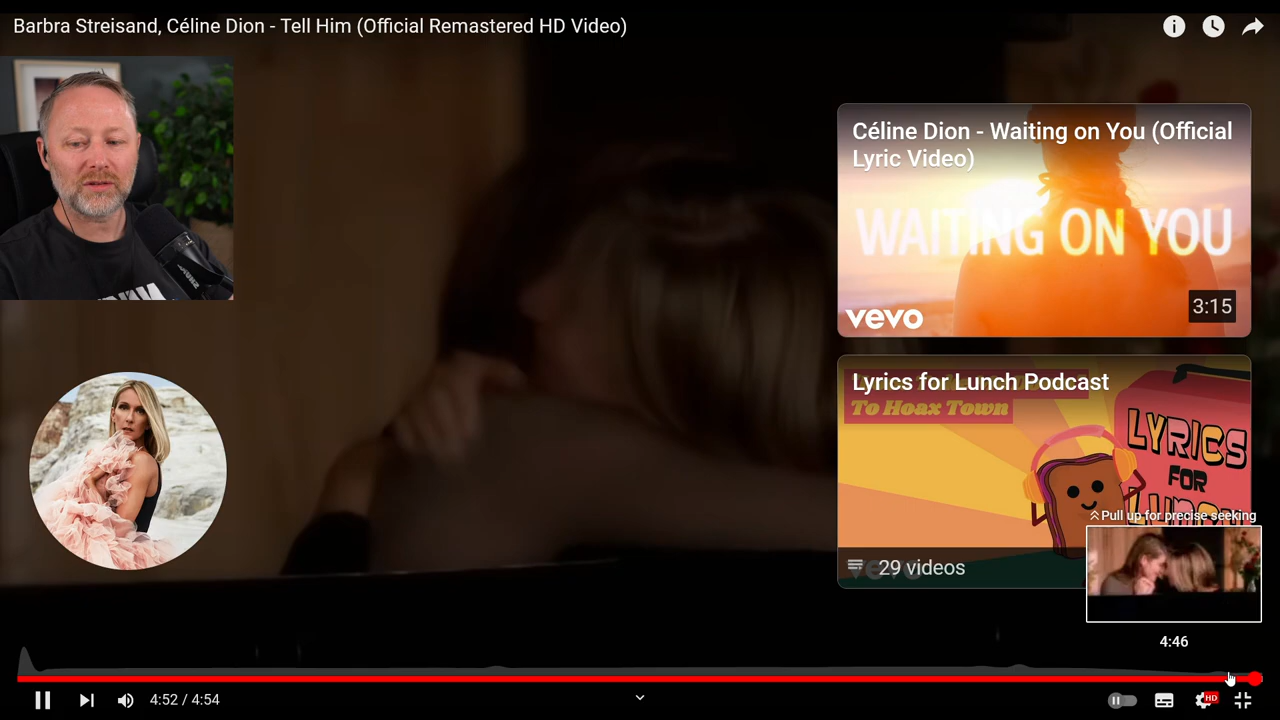 Barbra Streisand, Céline Dion - Tell Him (Official Remastered HD Video)
Céline Dion - Waiting on You (Official
Lyric Video)
WAITING ON YOU
vevo
3:15
Lyrics for Lunch Podcast
To Hoax Town
LYRICS
FOR
LUNCH
Pull up for precise seeking
29 videos
vevo
4:46
4:52 / 4:54
HD